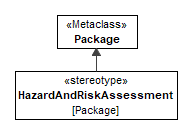 «Metaclass»
Package
«stereotype»
HazardAndRiskAssessment
[Package]